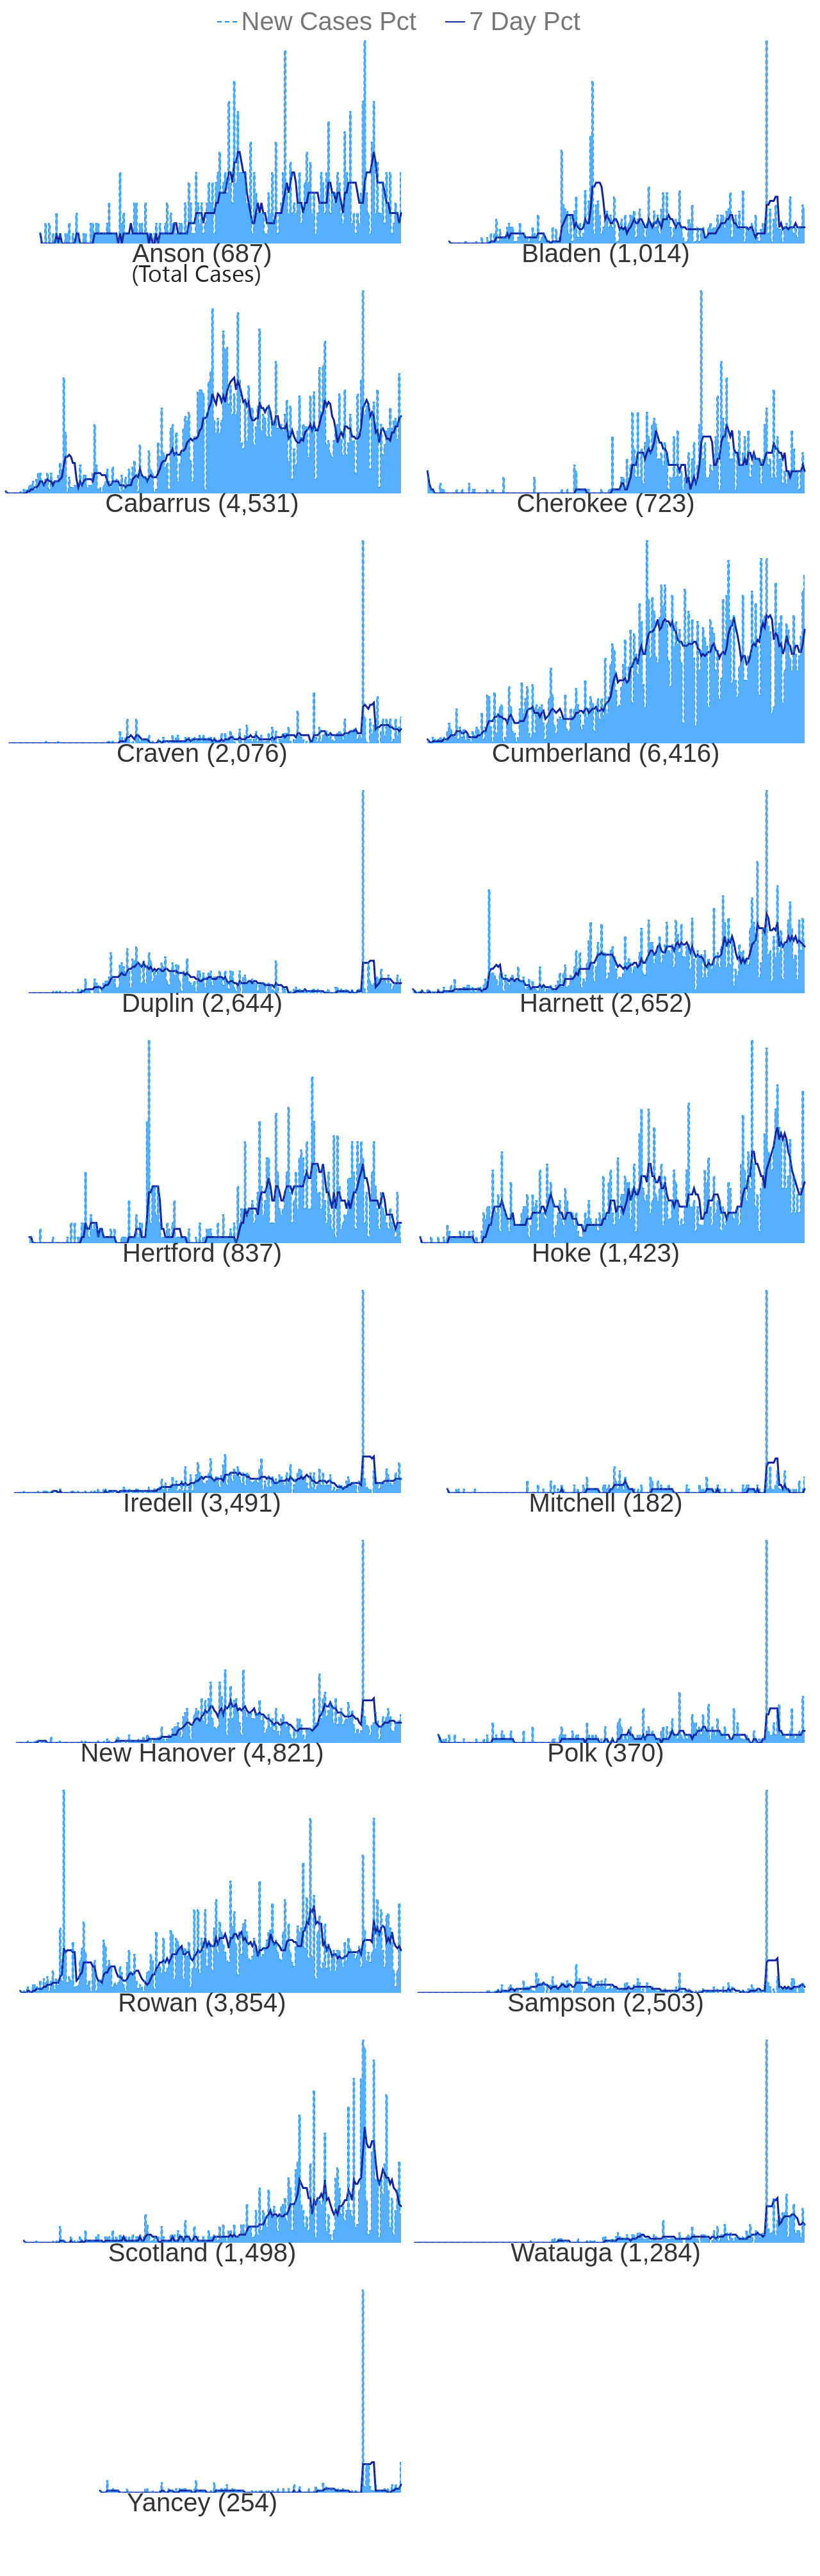 New Cases Pct 7 Day Pct
Anson (687) Bladen (1,014)
(Total Cases)
Cabarrus (4,531) Cherokee (723)
Craven (2,076) Cumberland (6,416)
Duplin (2,644) Harnett (2,652)
Hertford (837) Hoke (1,423)
Iredell (3,491) Mitchell (182)
New Hanover (4,821) Polk (370)
Rowan (3,854) Sampson (2,503)
Scotland (1,498) Watauga (1,284)
Yancey (254)